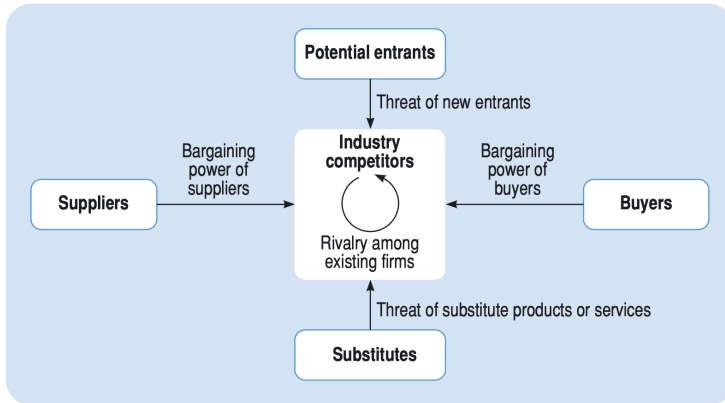 Potential entrants
Threat of new entrants
Industry
competitors
Bargaining
power of
suppliers
Bargaining
power of
buyers
Suppliers
Buyers
Rivalry among
existing firms
Threat of substitute products or services
Substitutes